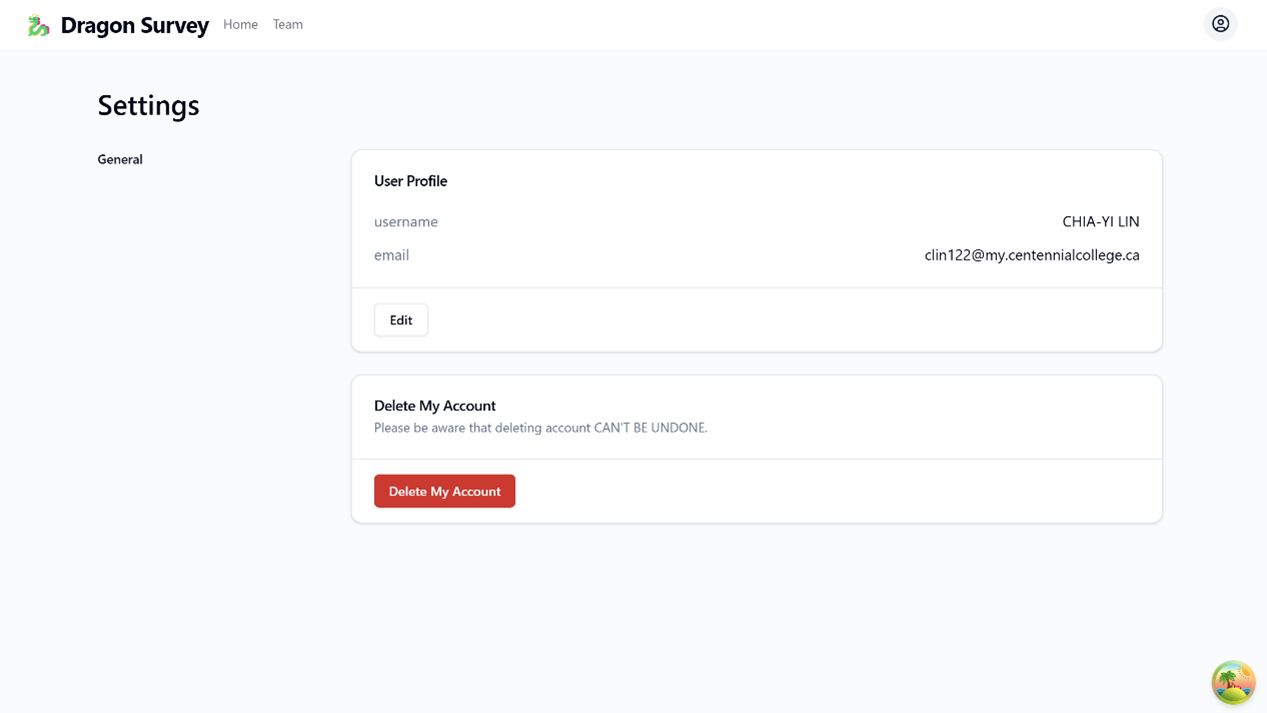 Dragon Survey Home Team
Settings
General
User Profile
username CHIA-YI LIN
email clin122@my.centennialcollege.ca
Edit
Delete My Account
Please be aware that deleting account CAN'T BE UNDONE.
Delete My Account